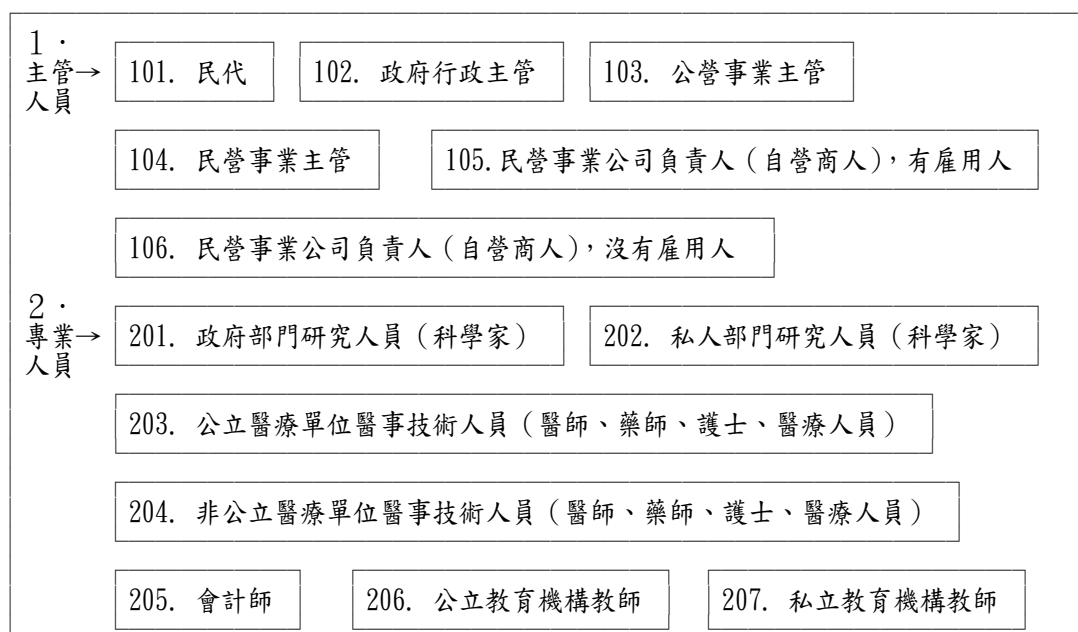 1．
主管→ 101. 民代 102. 政府行政主管 103. 公營事業主管
人員
104. 民營事業主管 105.民營事業公司負責人（自營商人），有雇用人
106. 民營事業公司負責人（自營商人），沒有雇用人
2．
專業→ 201. 政府部門研究人員（科學家） 202. 私人部門研究人員（科學家）
人員
203. 公立醫療單位醫事技術人員（醫師、藥師、護士、醫療人員）
204. 非公立醫療單位醫事技術人員（醫師、藥師、護士、醫療人員）
205. 會計師 206. 公立教育機構教師 207. 私立教育機構教師